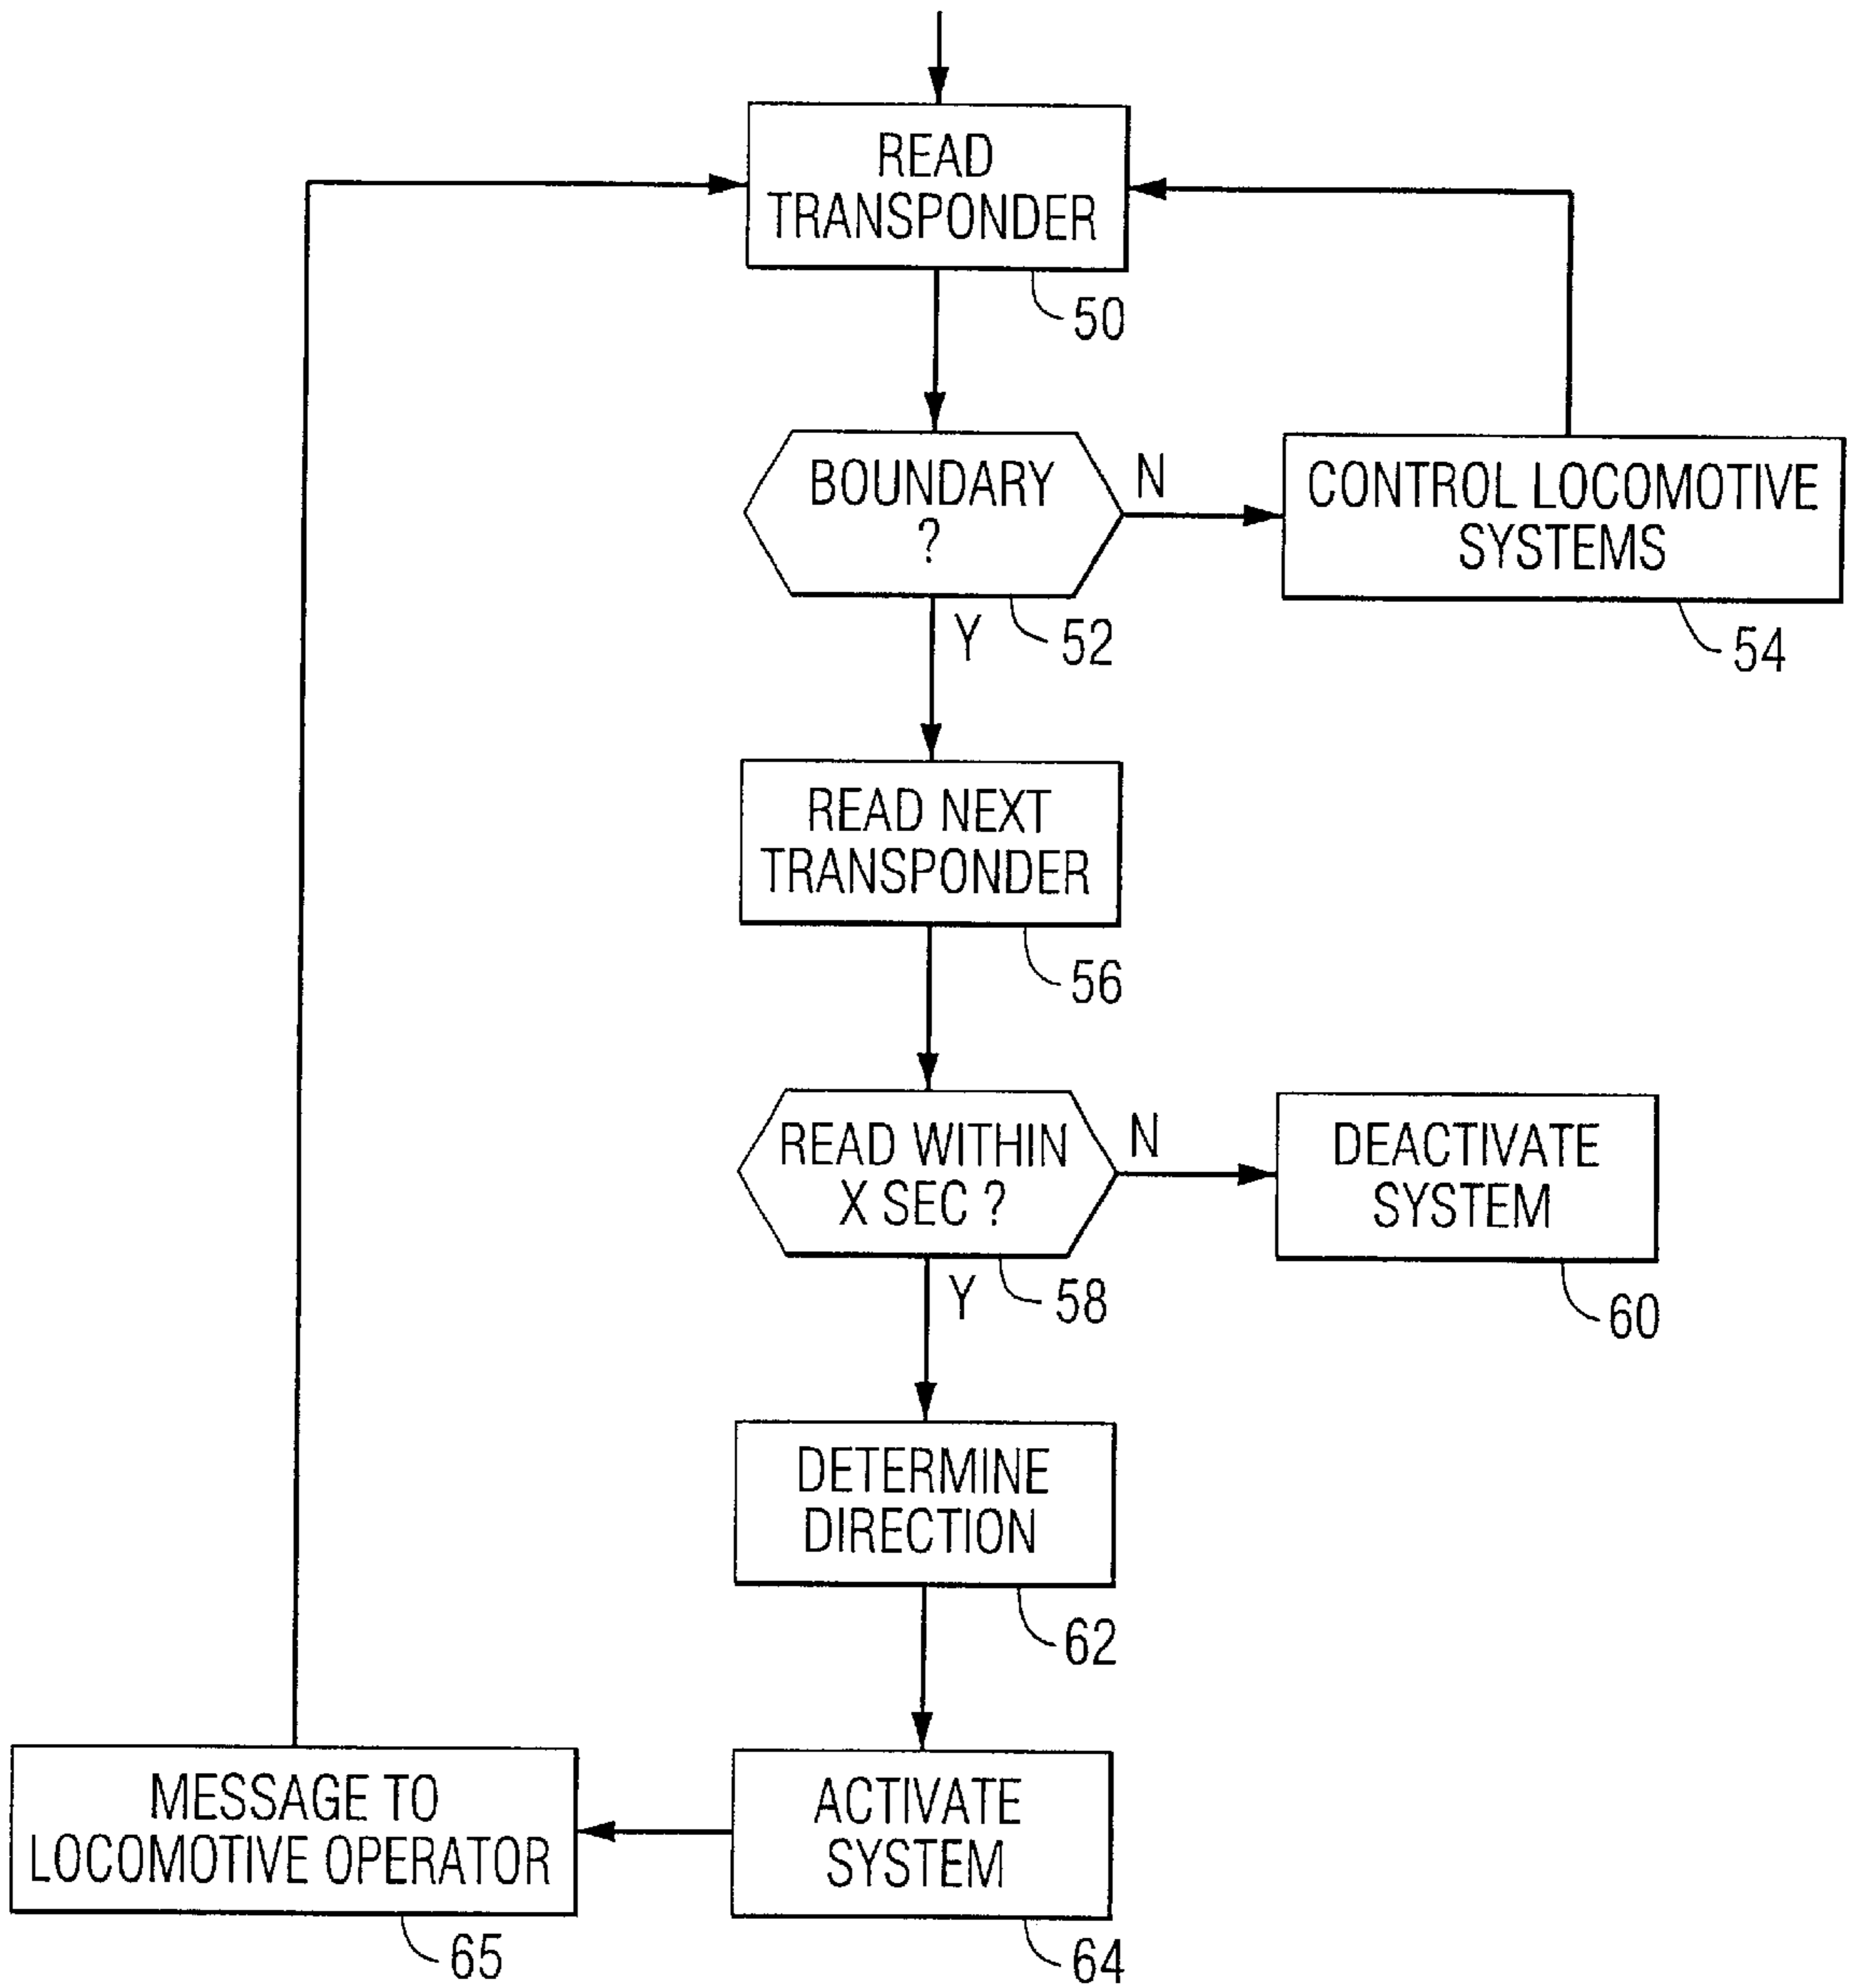 READ
TRANSPONDER
50
BOUNDARY
?
N
CONTROL LOCOMOTIVE
SYSTEMS
Y
52
54
READ NEXT
TRANSPONDER
56
READ WITHIN
X SEC ?
N
DEACTIVATE
SYSTEM
Y
58
60
DETERMINE
DIRECTION
62
MESSAGE TO
LOCOMOTIVE OPERATOR
65
ACTIVATE
SYSTEM
64